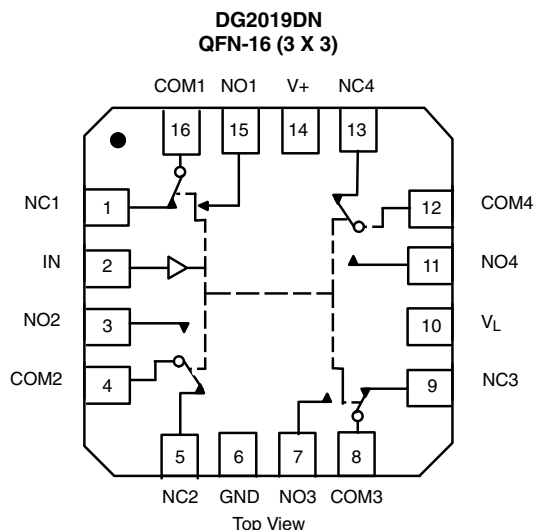 DG2019DN
QFN-16 (3 X 3)
COM1 NO1 V+ NC4
16 15 14 13
NC1 1 12 COM4
IN 2 11 NO4
NO2 3 10 VL
COM2 4 9 NC3
5 6 7 8
NC2 GND NO3 COM3
Top View